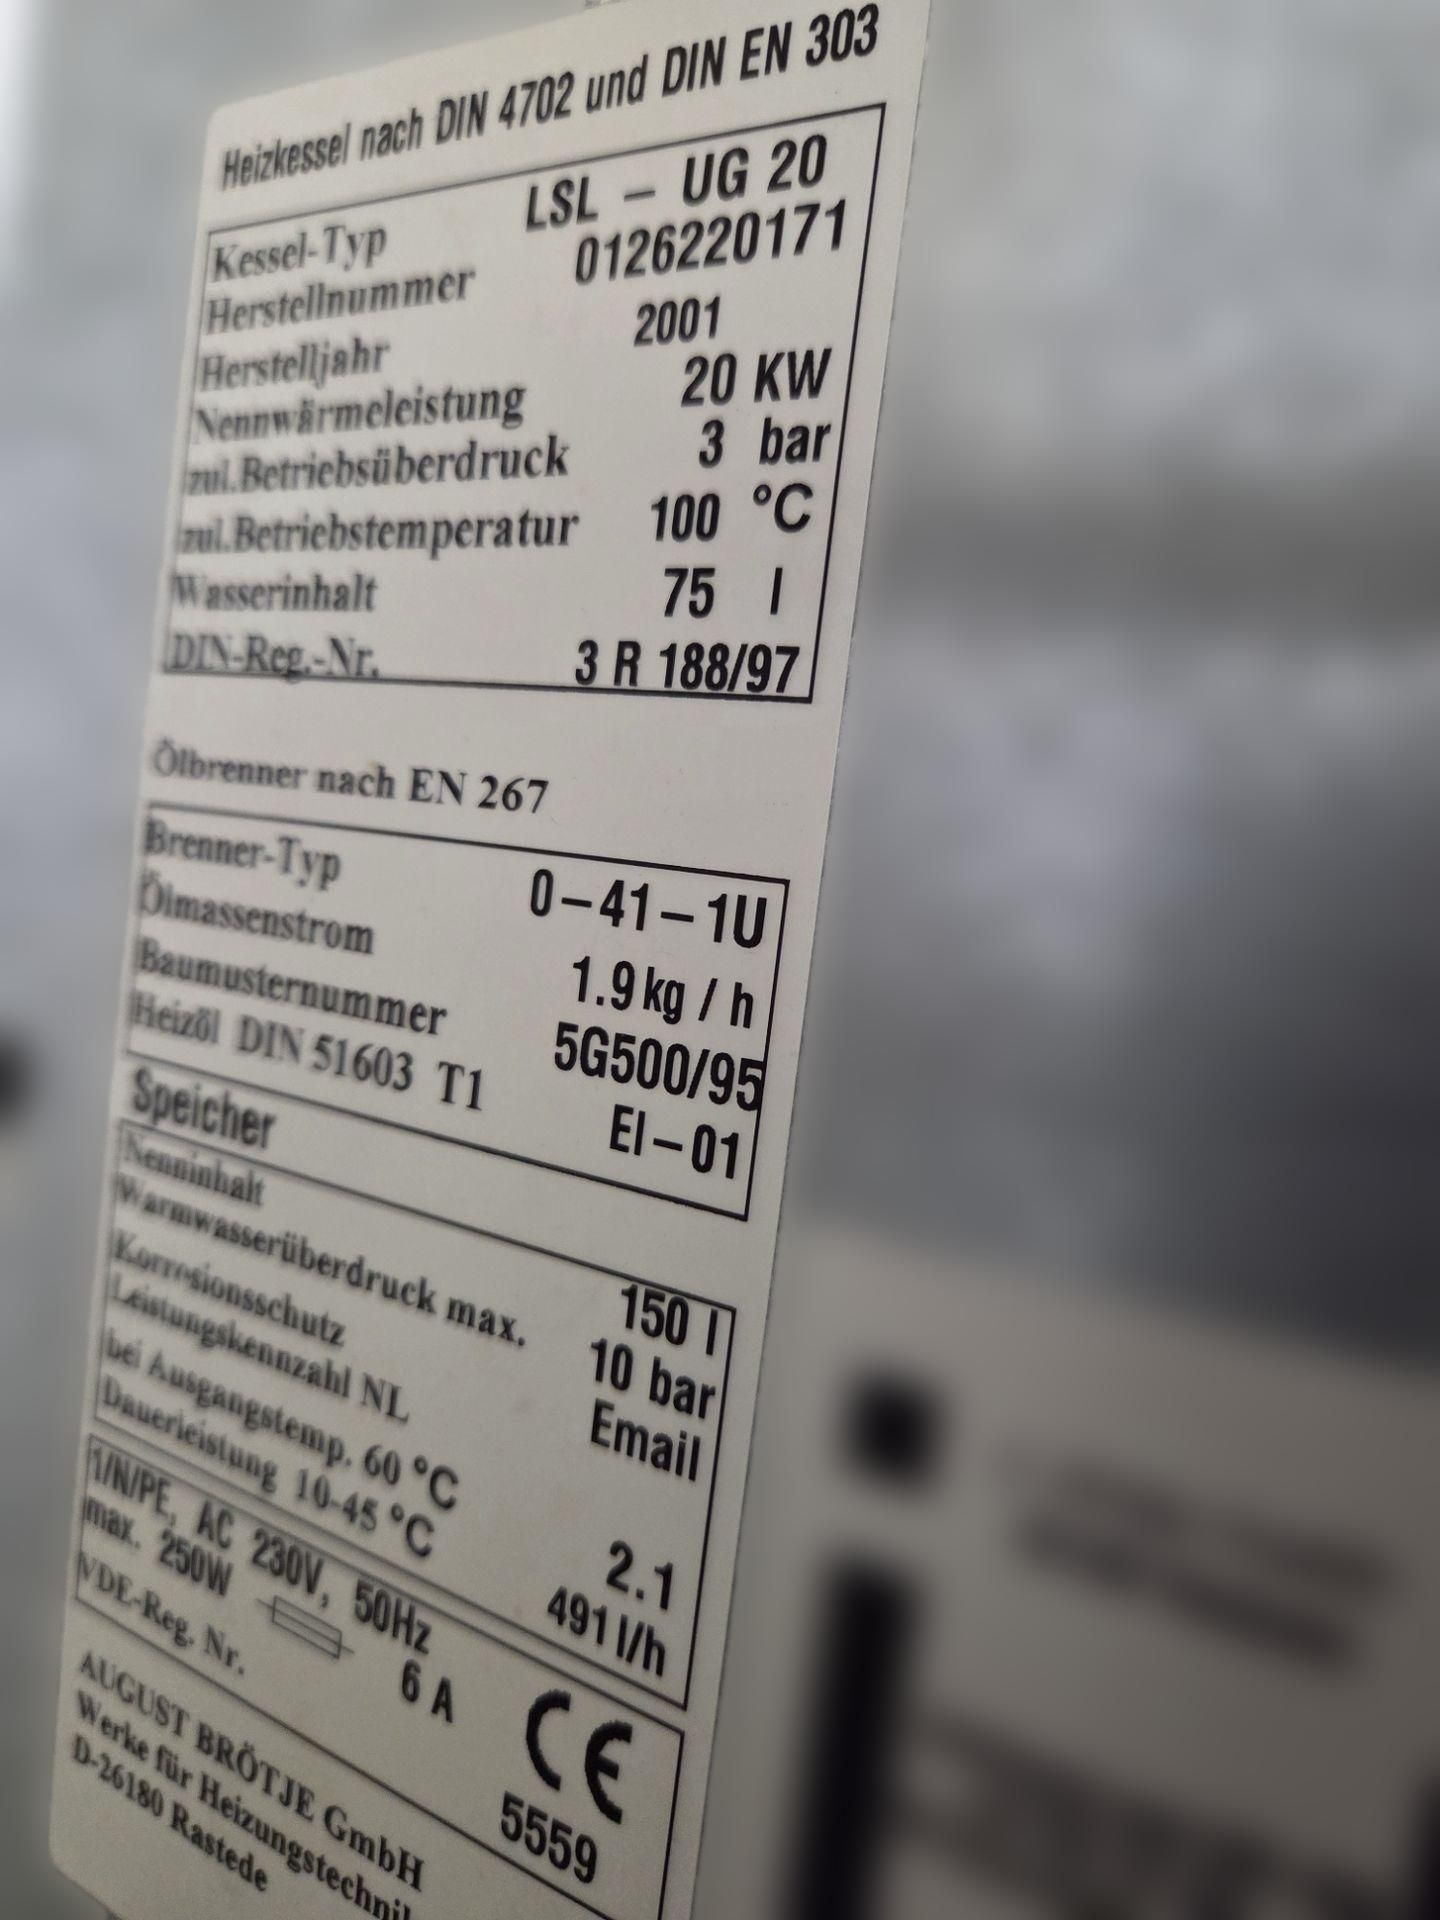 Heizkessel nach DIN 4702 und DIN EN 303
Kessel-Typ LSL – UG 20
Herstellnummer 0126220171
Herstelljahr 2001
Nennwärmeleistung 20 KW
zul.Betriebsüberdruck 3 bar
zul.Betriebstemperatur 100 °C
Wasserinhalt 75 l
DIN-Reg.-Nr. 3 R 188/97
Ölbrenner nach EN 267
Brenner-Typ 0–41–1U
Ölmassenstrom 1.9 kg / h
Baumusternummer 5G500/95
Heizöl DIN 51603 T1 El–01
Speicher
Nenninhalt 150 l
Warmwasserüberdruck max. 10 bar
Korrosionsschutz Email
Leistungskennzahl NL
bei Ausgangstemp. 60 °C 2.1
Dauerleistung 10-45 °C 491 l/h
1/N/PE, AC 230V, 50Hz
max. 250W 6 A
VDE-Reg. Nr.
CE
5559
AUGUST BRÖTJE GmbH
Werke für Heizungstechnik
D-26180 Rastede